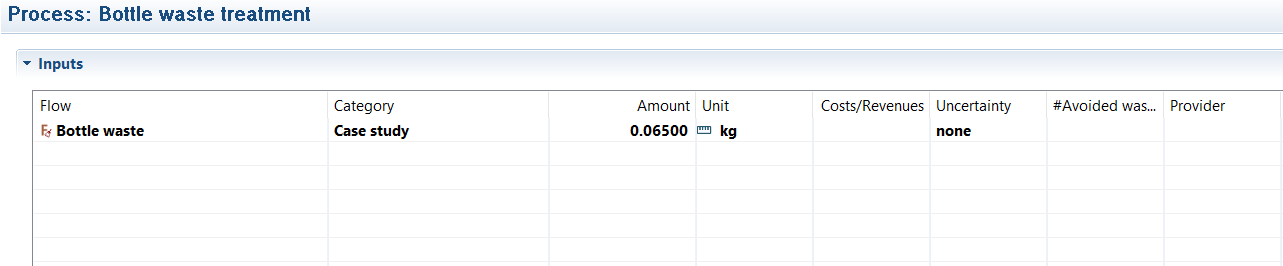 Process: Bottle waste treatment
Inputs
Flow Category Amount Unit Costs/Revenues Uncertainty #Avoided was... Provider
Bottle waste Case study 0.06500 kg none